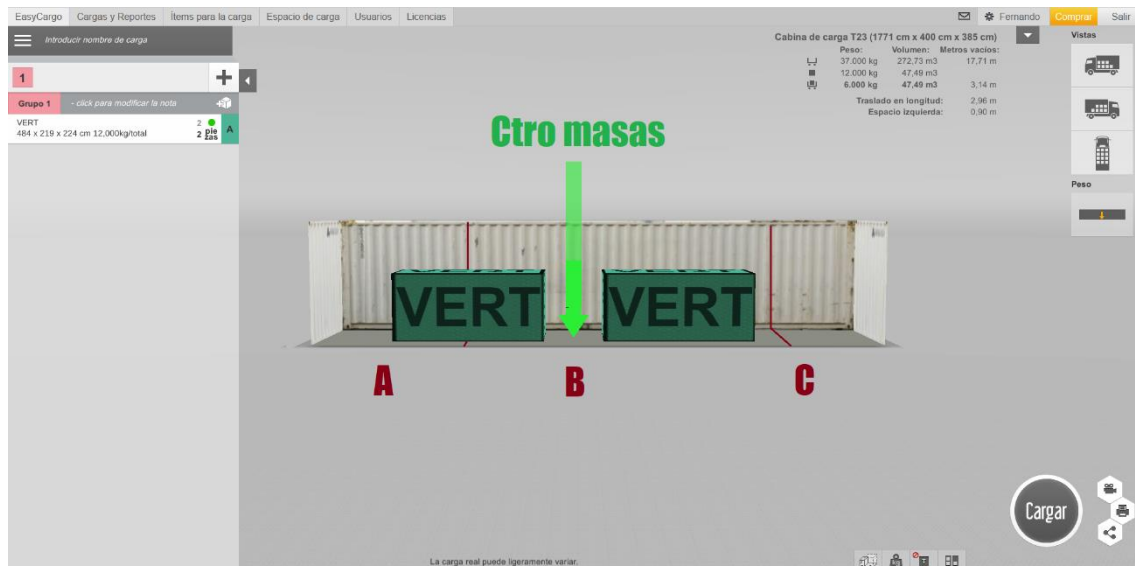 EasyCargo Cargas y Reportes Ítems para la carga Espacio de carga Usuarios Licencias Fernando Comprar Salir
Introducir nombre de carga
1
Grupo 1 - click para modificar la nota
VERT 2
484 x 219 x 224 cm 12,000kg/total 2 pie zas A
Cabina de carga T23 (1771 cm x 400 cm x 385 cm)
Peso: Volumen: Metros vacíos:
37.000 kg 272,73 m3 17,71 m
12.000 kg 47,49 m3
6.000 kg 47,49 m3 3,14 m
Traslado en longitud: 2,96 m
Espacio izquierda: 0,90 m
Vistas
Peso
Ctro masas
VERT VERT
VERT VERT
A B C
Cargar
La carga real puede ligeramente variar.